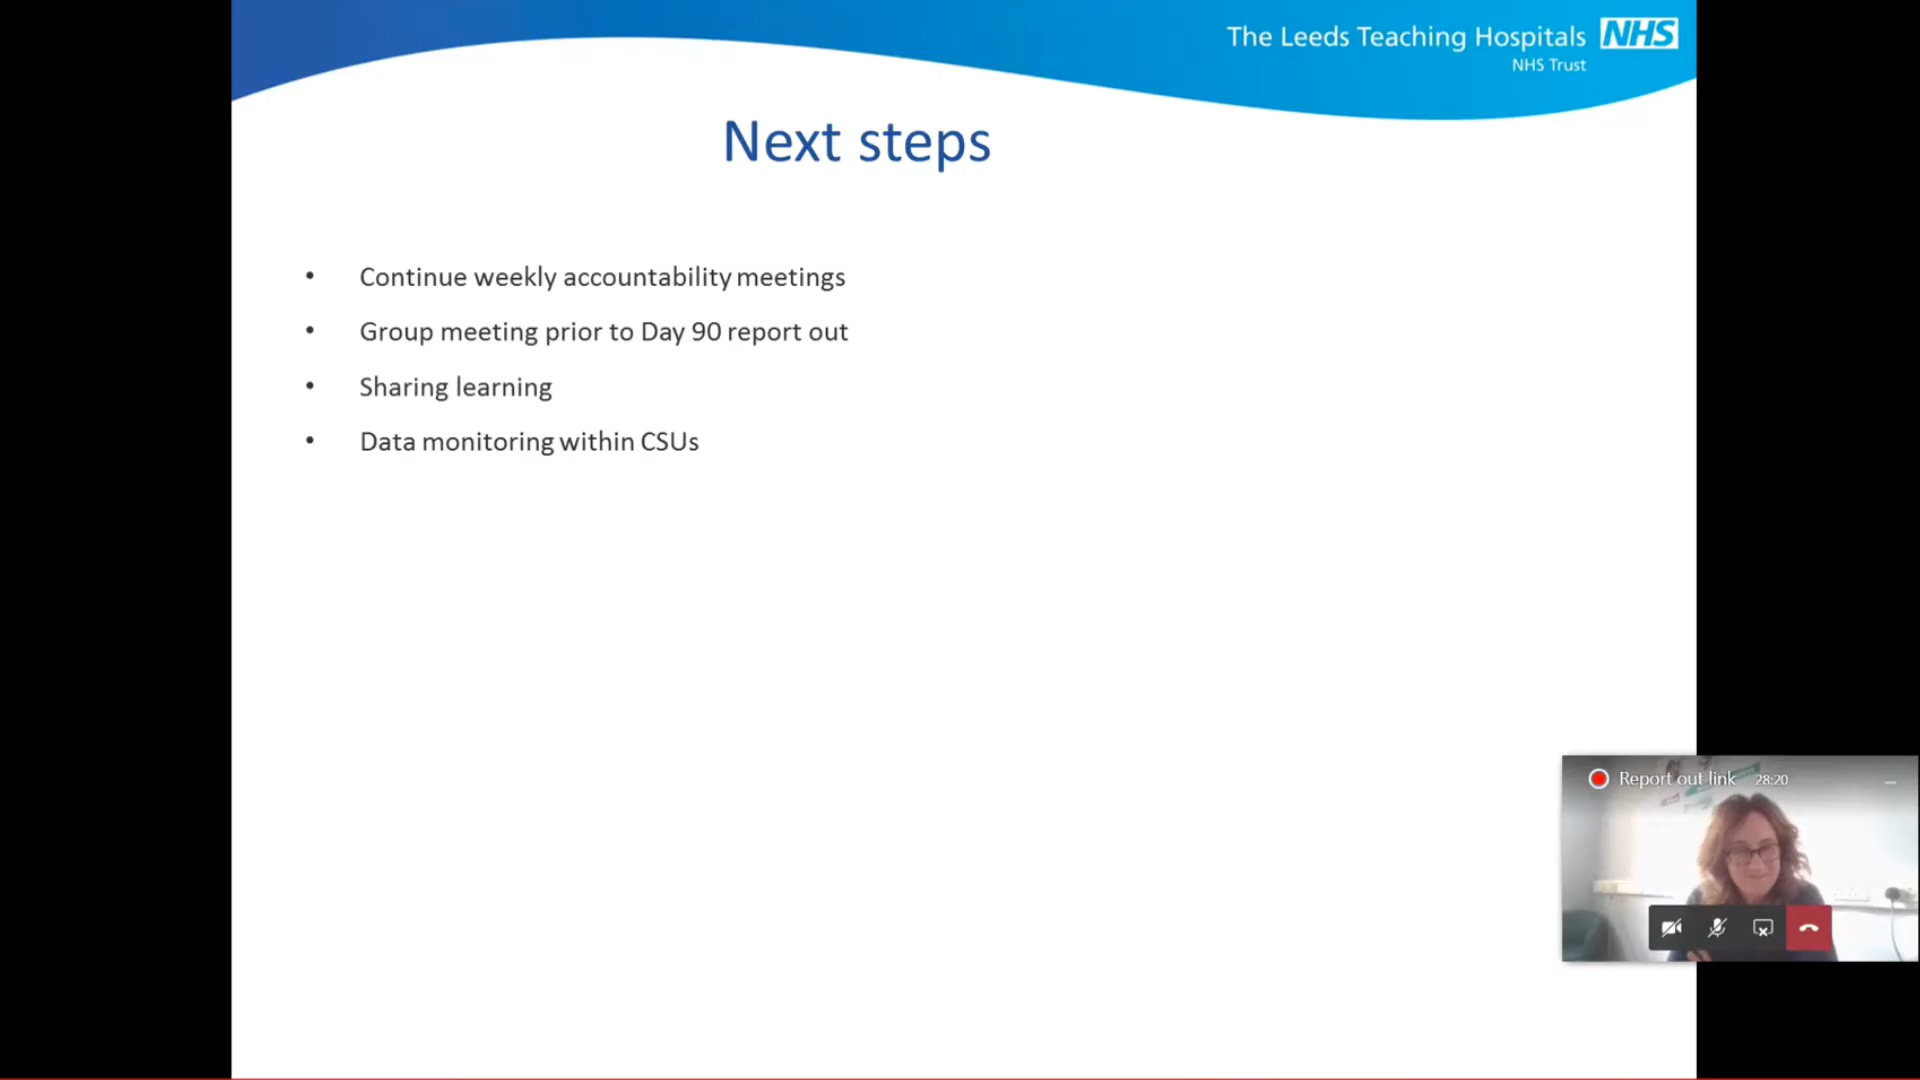 The Leeds Teaching Hospitals NHS
NHS Trust
Next steps
• Continue weekly accountability meetings
• Group meeting prior to Day 90 report out
• Sharing learning
• Data monitoring within CSUs
Report out link 28:20